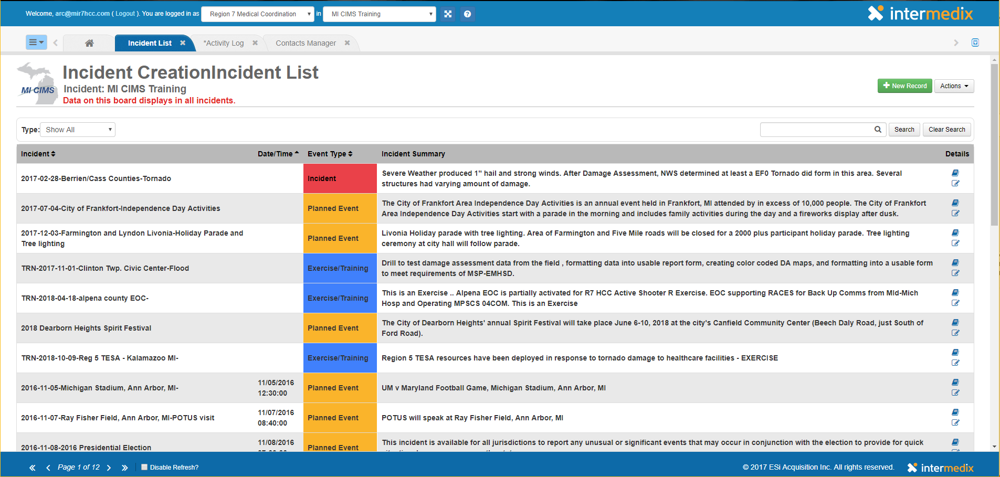 Welcome, arc@mir7hcc.com ( Logout ). You are logged in as Region 7 Medical Coordination in MI CIMS Training
intermedix
Incident List *Activity Log Contacts Manager
MI CIMS
Incident CreationIncident List
Incident: MI CIMS Training
Data on this board displays in all incidents.
New Record Actions
Type: Show All Search Clear Search
Incident Date/Time Event Type Incident Summary Details
2017-02-28-Berrien/Cass Counties-Tornado Incident Severe Weather produced 1" hail and strong winds. After Damage Assessment, NWS determined at least a EF0 Tornado did form in this area. Several
structures had varying amount of damage.
2017-07-04-City of Frankfort-Independence Day Activities Planned Event The City of Frankfort Area Independence Day Activities is an annual event held in Frankfort, MI attended by in excess of 10,000 people. The City of Frankfort
Area Independence Day Activities start with a parade in the morning and includes family activities during the day and a fireworks display after dusk.
2017-12-03-Farmington and Lyndon Livonia-Holiday Parade and
Tree lighting
Planned Event
Livonia Holiday parade with tree lighting. Area of Farmington and Five Mile roads will be closed for a 2000 plus participant holiday parade. Tree lighting
ceremony at city hall will follow parade.
TRN-2017-11-01-Clinton Twp. Civic Center-Flood Exercise/Training Drill to test damage assessment data from the field , formatting data into usable report form, creating color coded DA maps, and formatting into a usable form
to meet requirements of MSP-EMHSD.
TRN-2018-04-18-alpena county EOC- Exercise/Training This is an Exercise .. Alpena EOC is partially activated for R7 HCC Active Shooter R Exercise. EOC supporting RACES for Back Up Comms from MId-Mich
Hosp and Operating MPSCS 04COM. This is an Exercise
2018 Dearborn Heights Spirit Festival Planned Event The City of Dearborn Heights' annual Spirit Festival will take place June 6-10, 2018 at the city's Canfield Community Center (Beech Daly Road, just South of
Ford Road).
TRN-2018-10-09-Reg 5 TESA - Kalamazoo MI- Exercise/Training Region 5 TESA resources have been deployed in response to tornado damage to healthcare facilities - EXERCISE
2016-11-05-Michigan Stadium, Ann Arbor, MI- 11/05/2016
12:30:00
Planned Event UM v Maryland Football Game, Michigan Stadium, Ann Arbor, MI
2016-11-07-Ray Fisher Field, Ann Arbor, MI-POTUS visit 11/07/2016
08:40:00
Planned Event POTUS will speak at Ray Fisher Field, Ann Arbor, MI
2016-11-08-2016 Presidential Election 11/08/2016 Planned Event This incident is available for all jurisdictions to report any unusual or significant events that may occur in conjunction with the election to provide for quick
Page 1 of 12 Disable Refresh? © 2017 ESi Acquisition Inc. All rights reserved. intermedix